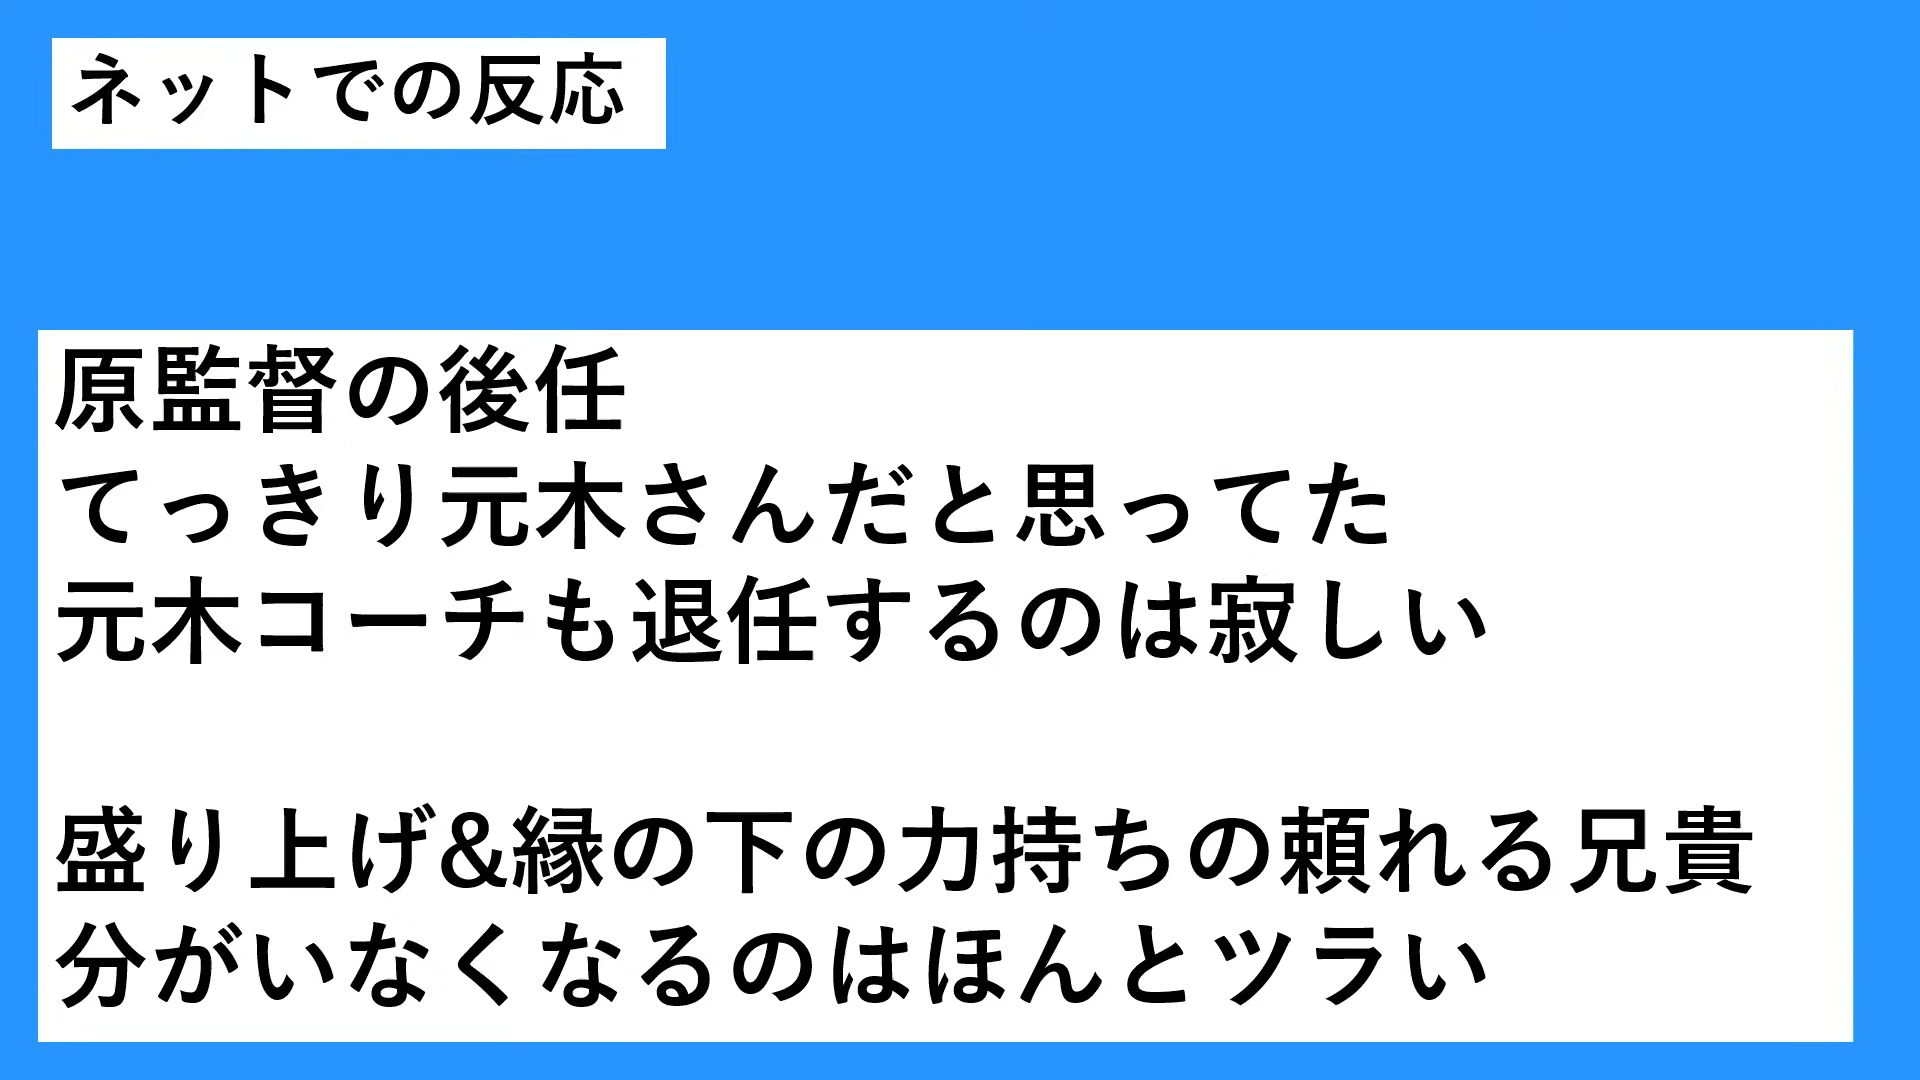 ネットでの反応
原監督の後任
てっきり元木さんだと思ってた
元木コーチも退任するのは寂しい
盛り上げ&縁の下の力持ちの頼れる兄貴
分がいなくなるのはほんとツラい